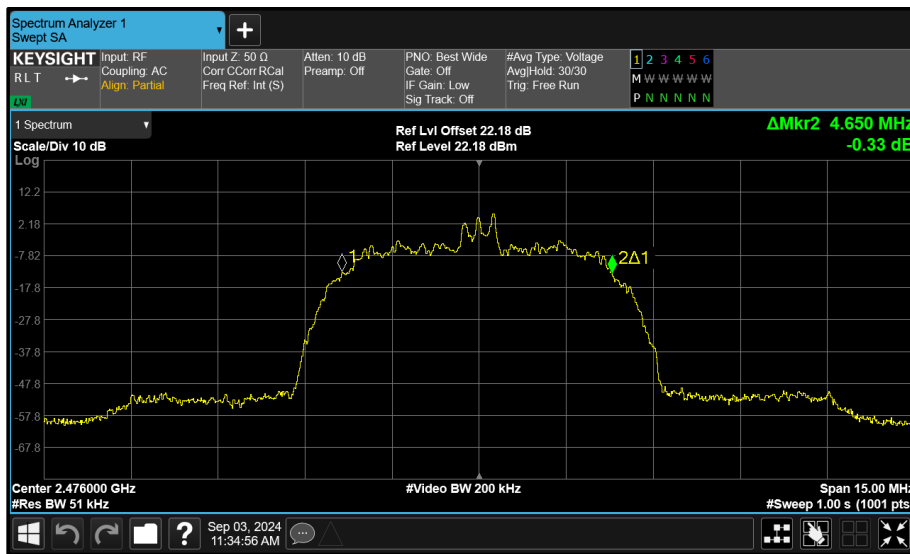 Spectrum Analyzer 1
Swept SA
▼
+
KEYSIGHT
R L T
LXI
Input: RF
Coupling: AC
Align: Partial
Input Z: 50 Ω
Corr CCorr RCal
Freq Ref: Int (S)
Atten: 10 dB
Preamp: Off
PNO: Best Wide
Gate: Off
IF Gain: Low
Sig Track: Off
#Avg Type: Voltage
Avg|Hold: 30/30
Trig: Free Run
1 2 3 4 5 6
M W W W W W
P N N N N N
1 Spectrum ▼
Scale/Div 10 dB
Log
Ref Lvl Offset 22.18 dB
Ref Level 22.18 dBm
ΔMkr2 4.650 MHz
-0.33 dB
12.2
2.18
-7.82
-17.8
-27.8
-37.8
-47.8
-57.8
-67.8
1
2Δ1
Center 2.476000 GHz
#Res BW 51 kHz
#Video BW 200 kHz
Span 15.00 MHz
#Sweep 1.00 s (1001 pts
?
Sep 03, 2024
11:34:56 AM